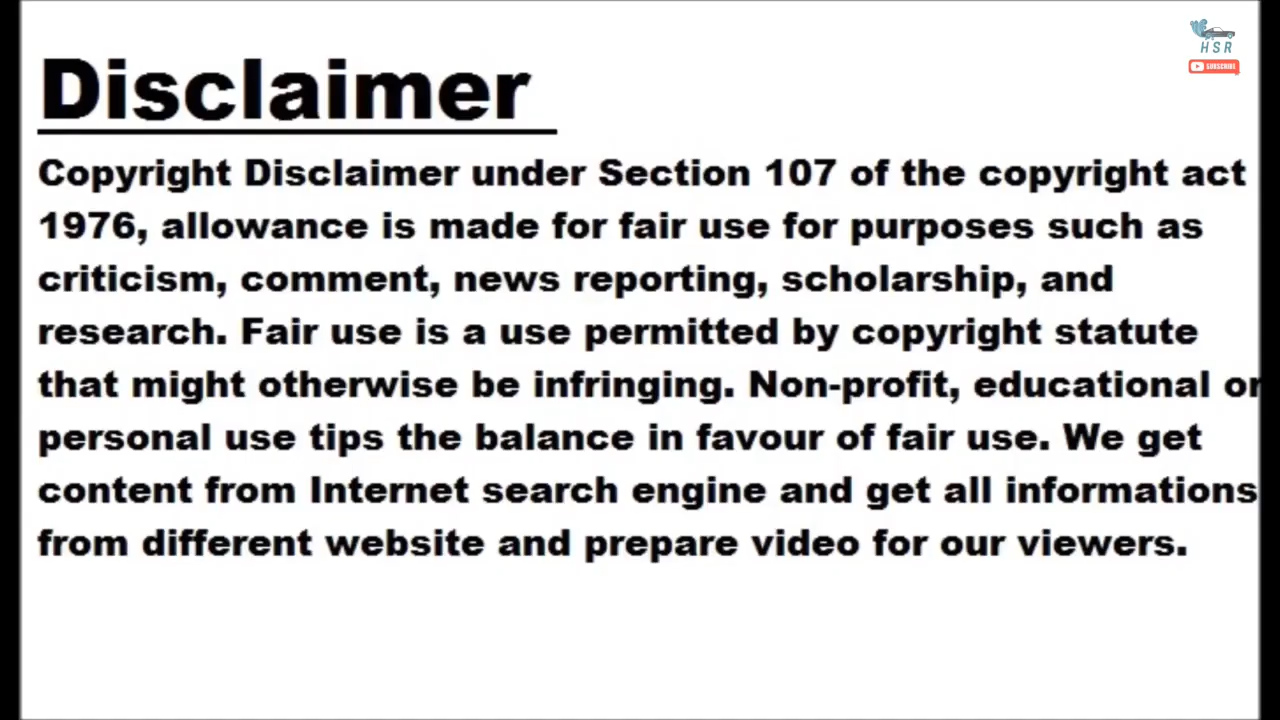 HSR
SUBSCRIBE
Disclaimer
Copyright Disclaimer under Section 107 of the copyright act
1976, allowance is made for fair use for purposes such as
criticism, comment, news reporting, scholarship, and
research. Fair use is a use permitted by copyright statute
that might otherwise be infringing. Non-profit, educational or
personal use tips the balance in favour of fair use. We get
content from Internet search engine and get all informations
from different website and prepare video for our viewers.